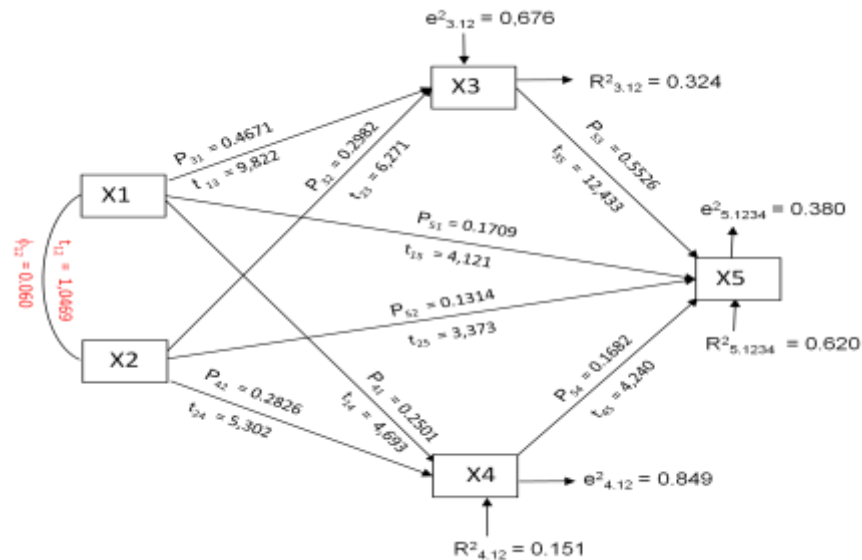 e²₃.₁₂ = 0,676
X3
R²₃.₁₂ = 0.324
P₃₁ = 0.4671
t₁₃ = 9,822
P₃₂ = 0.2982
t₂₃ = 6,271
P₅₃ = 0.5526
t₃₅ = 12,433
X1
P₅₁ = 0.1709
t₁₅ = 4,121
e²₅.₁₂₃₄ = 0.380
X5
t₁₂ = 1,0469
ϕ₁₂ = 0.060
P₅₂ = 0.1314
t₂₅ = 3,373
R²₅.₁₂₃₄ = 0.620
X2
P₄₂ = 0.2826
t₂₄ = 5,302
P₄₁ = 0.2501
t₁₄ = 4,693
P₅₄ = 0.1682
t₄₅ = 4,240
X4
e²₄.₁₂ = 0.849
R²₄.₁₂ = 0.151